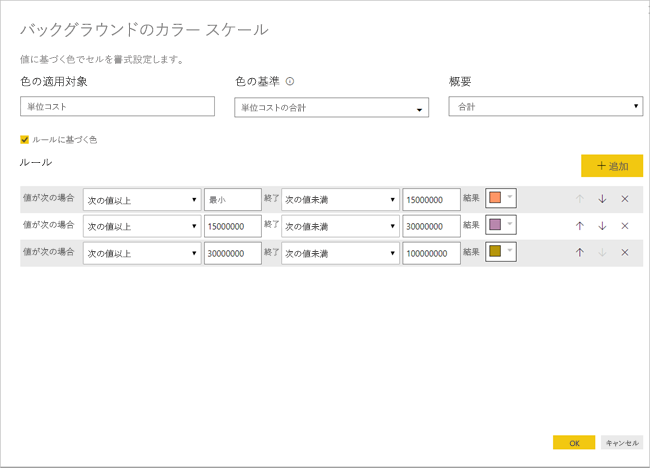 バックグラウンドのカラー スケール
値に基づく色でセルを書式設定します。
色の適用対象 色の基準 概要
単位コスト 単位コストの合計 合計
ルールに基づく色
ルール
追加
値が次の場合 次の値以上 最小 終了 次の値未満 15000000 結果
値が次の場合 次の値以上 15000000 終了 次の値未満 30000000 結果
値が次の場合 次の値以上 30000000 終了 次の値未満 100000000 結果
OK キャンセル